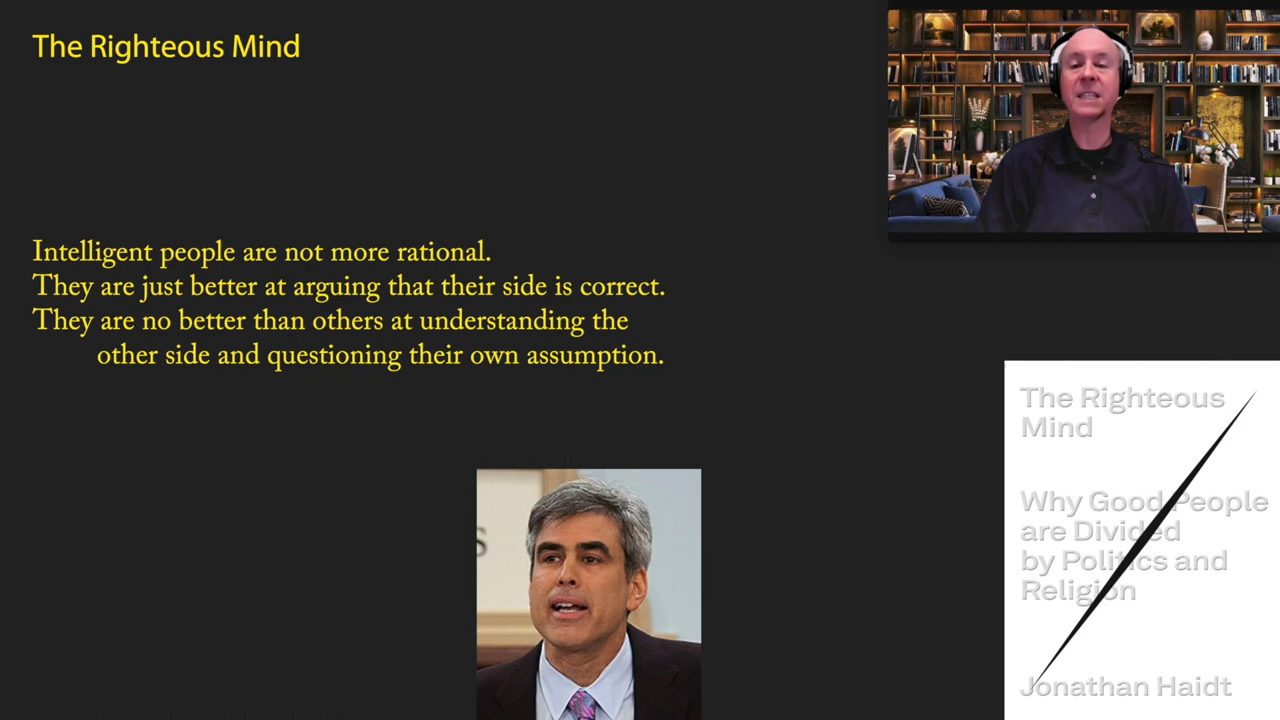 The Righteous Mind
Intelligent people are not more rational.
They are just better at arguing that their side is correct.
They are no better than others at understanding the
other side and questioning their own assumption.
S
The Righteous
Mind
Why Good People
are Divided
by Politics and
Religion
Jonathan Haidt